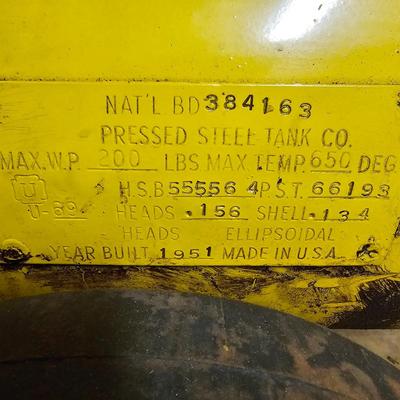 NAT'L BD 384163
PRESSED STEEL TANK CO.
MAX. W.P. 200 LBS MAX TEMP. 650 DEG
U H.S.B 55556 4 P.S.T. 66193
U-69 HEADS .156 SHELL .134
HEADS ELLIPSOIDAL
YEAR BUILT 1951 MADE IN U.S.A.